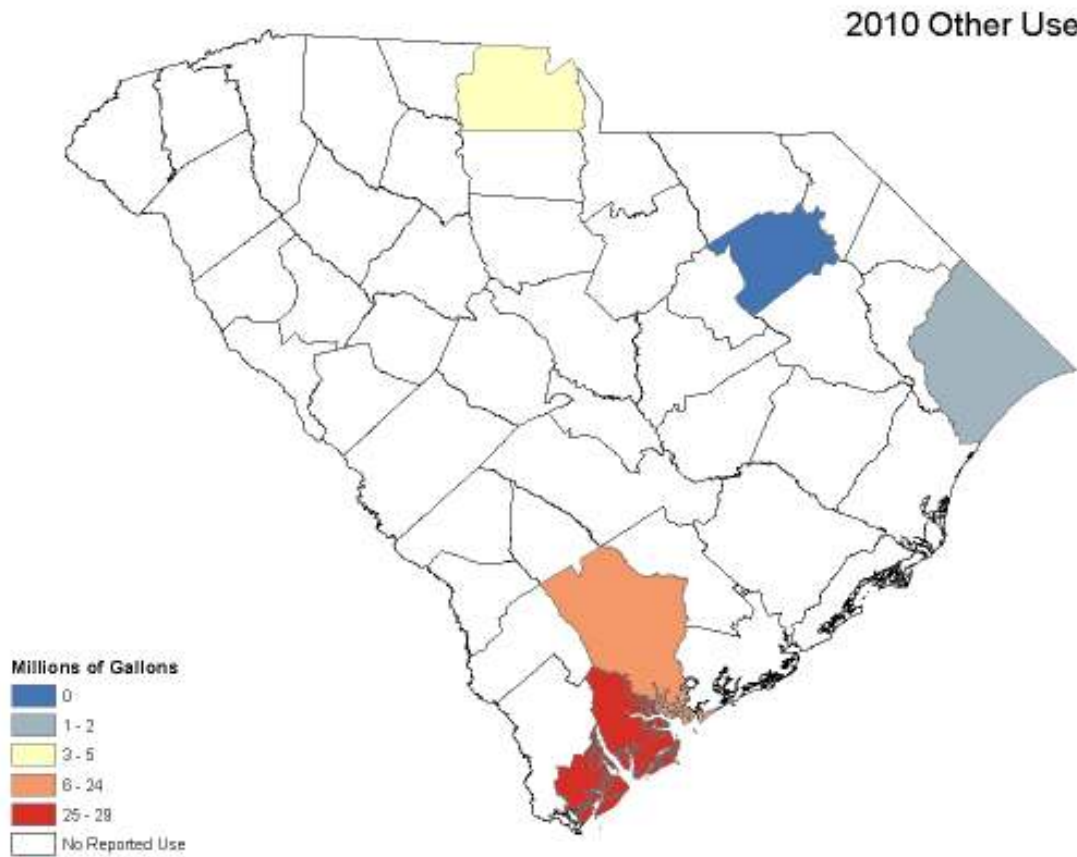 2010 Other Use
Millions of Gallons
0
1 - 2
3 - 5
6 - 24
25 - 28
No Reported Use